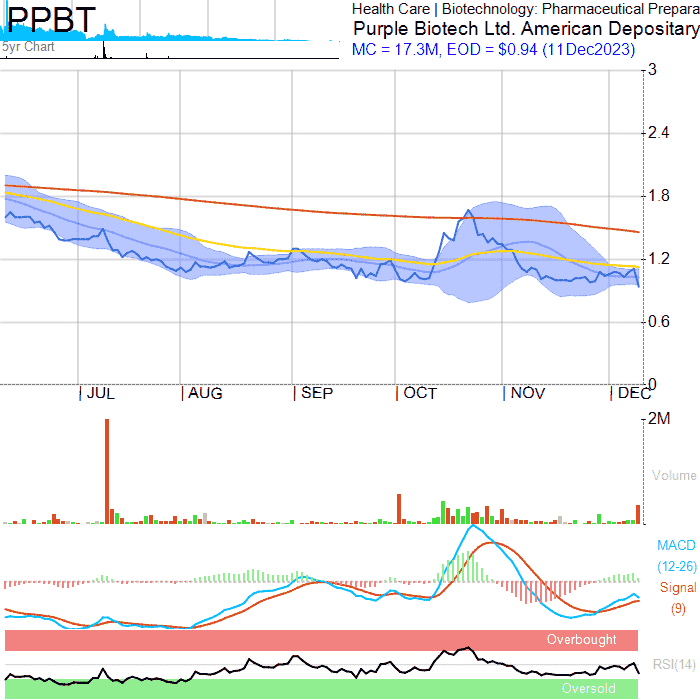 PPBT
5yr Chart
Health Care | Biotechnology: Pharmaceutical Prepara
Purple Biotech Ltd. American Depositary
MC = 17.3M, EOD = $0.94 (11Dec2023)
3
2.4
1.8
1.2
0.6
0
JUL AUG SEP OCT NOV DEC
2M
Volume
MACD
(12-26)
Signal
(9)
Overbought
RSI(14)
Oversold